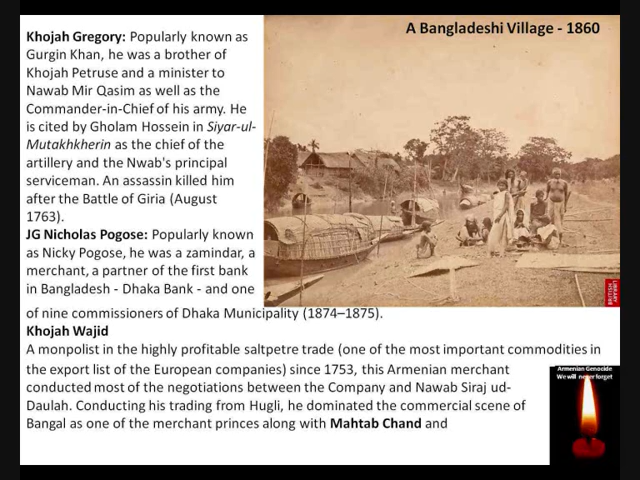 A Bangladeshi Village - 1860
Khojah Gregory: Popularly known as
Gurgin Khan, he was a brother of
Khojah Petruse and a minister to
Nawab Mir Qasim as well as the
Commander-in-Chief of his army. He
is cited by Gholam Hossein in Siyar-ul-
Mutakhkherin as the chief of the
artillery and the Nwab's principal
serviceman. An assassin killed him
after the Battle of Giria (August
1763).
JG Nicholas Pogose: Popularly known
as Nicky Pogose, he was a zamindar, a
merchant, a partner of the first bank
in Bangladesh - Dhaka Bank - and one
of nine commissioners of Dhaka Municipality (1874–1875).
Khojah Wajid
A monpolist in the highly profitable saltpetre trade (one of the most important commodities in
the export list of the European companies) since 1753, this Armenian merchant
conducted most of the negotiations between the Company and Nawab Siraj ud-
Daulah. Conducting his trading from Hugli, he dominated the commercial scene of
Bangal as one of the merchant princes along with Mahtab Chand and
BRITISH
LIBRARY
Armenian Genocide
We will never forget